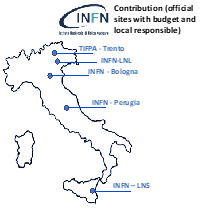 INFN
Istituto Nazionale di Fisica Nucleare
Contribution (official
sites with budget and
local responsible)
TIFPA - Trento
INFN-LNL
INFN - Bologna
INFN - Perugia
INFN – LNS